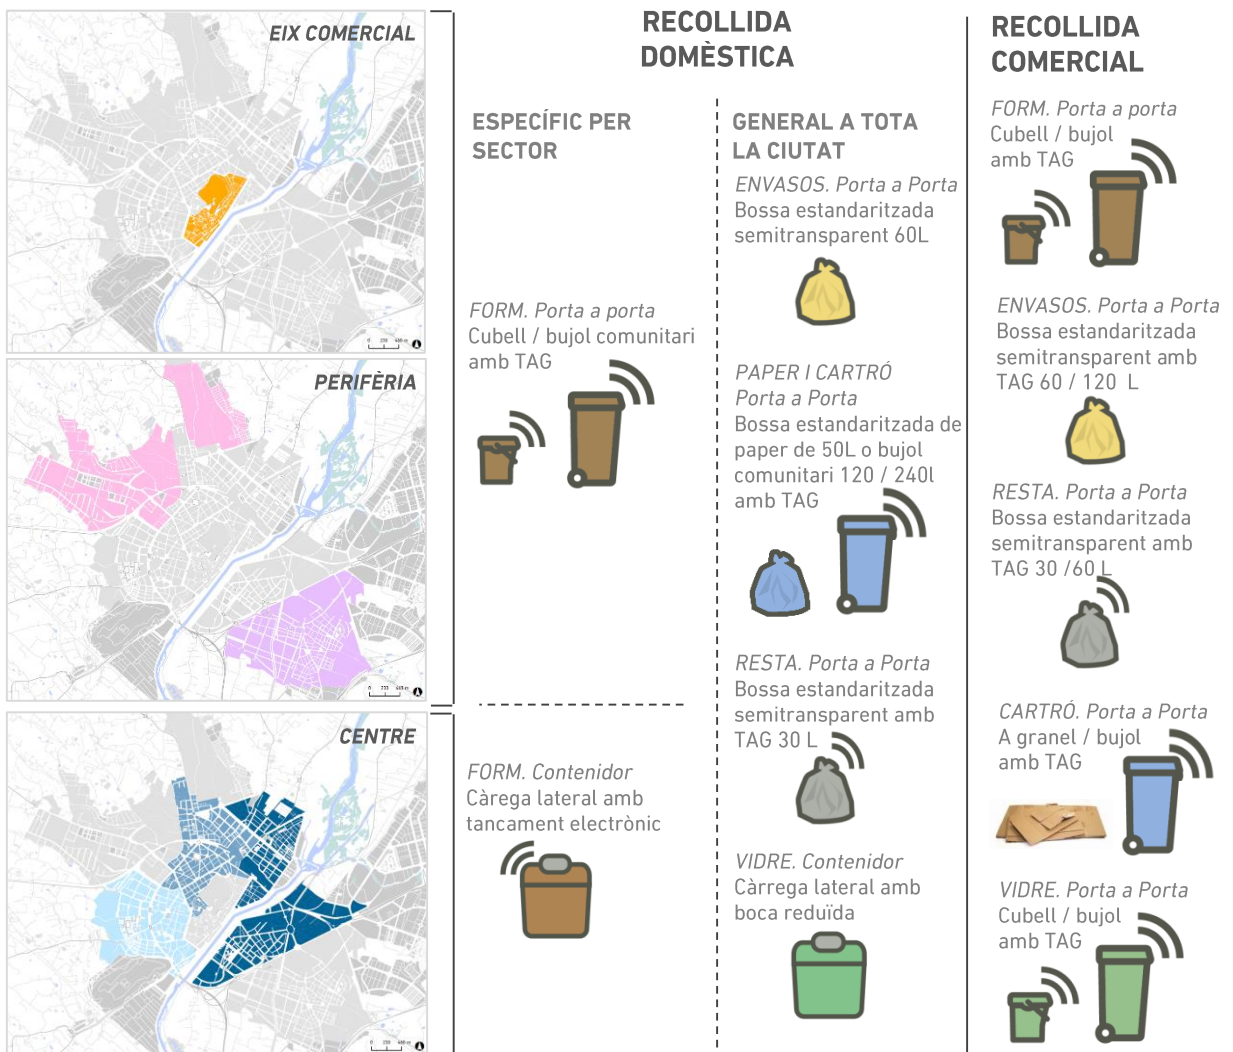 EIX COMERCIAL
PERIFÈRIA
CENTRE
RECOLLIDA
DOMÈSTICA
ESPECÍFIC PER
SECTOR
FORM. Porta a porta
Cubell / bujol comunitari
amb TAG
FORM. Contenidor
Càrega lateral amb
tancament electrònic
GENERAL A TOTA
LA CIUTAT
ENVASOS. Porta a Porta
Bossa estandaritzada
semitransparent 60L
PAPER I CARTRÓ
Porta a Porta
Bossa estandaritzada de
paper de 50L o bujol
comunitari 120 / 240l
amb TAG
RESTA. Porta a Porta
Bossa estandaritzada
semitransparent amb
TAG 30 L
VIDRE. Contenidor
Càrrega lateral amb
boca reduïda
RECOLLIDA
COMERCIAL
FORM. Porta a porta
Cubell / bujol
amb TAG
ENVASOS. Porta a Porta
Bossa estandaritzada
semitransparent amb
TAG 60 / 120 L
RESTA. Porta a Porta
Bossa estandaritzada
semitransparent amb
TAG 30 /60 L
CARTRÓ. Porta a Porta
A granel / bujol
amb TAG
VIDRE. Porta a Porta
Cubell / bujol
amb TAG